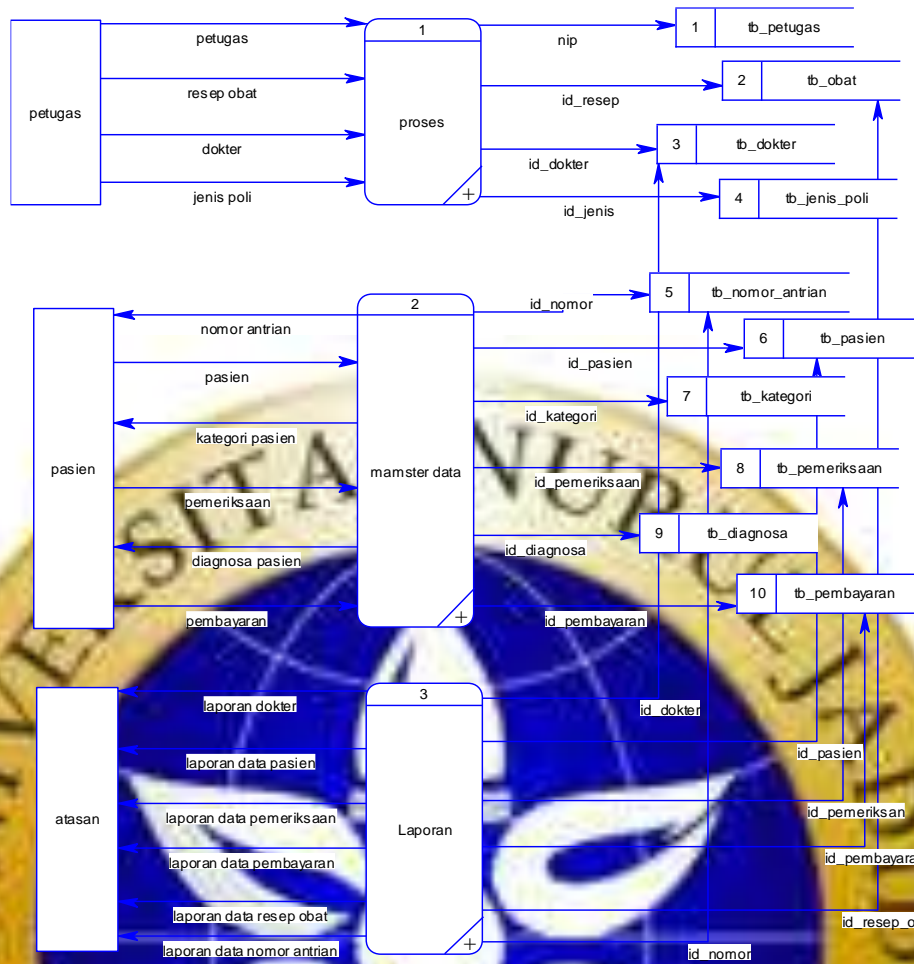 petugas
petugas
resep obat
dokter
jenis poli
1
proses
nip
id_resep
id_dokter
id_jenis
1 tb_petugas
2 tb_obat
3 tb_dokter
4 tb_jenis_poli
pasien
nomor antrian
pasien
kategori pasien
pemeriksaan
diagnosa pasien
pembayaran
2
mamster data
id_nomor
id_pasien
id_kategori
id_pemeriksaan
id_diagnosa
id_pembayaran
5 tb_nomor_antrian
6 tb_pasien
7 tb_kategori
8 tb_pemeriksaan
9 tb_diagnosa
10 tb_pembayaran
atasan
laporan dokter
laporan data pasien
laporan data pemeriksaan
laporan data pembayaran
laporan data resep obat
laporan data nomor antrian
3
Laporan
id_dokter
id_pasien
id_pemeriksan
id_pembayara
id_resep_o
id_nomor